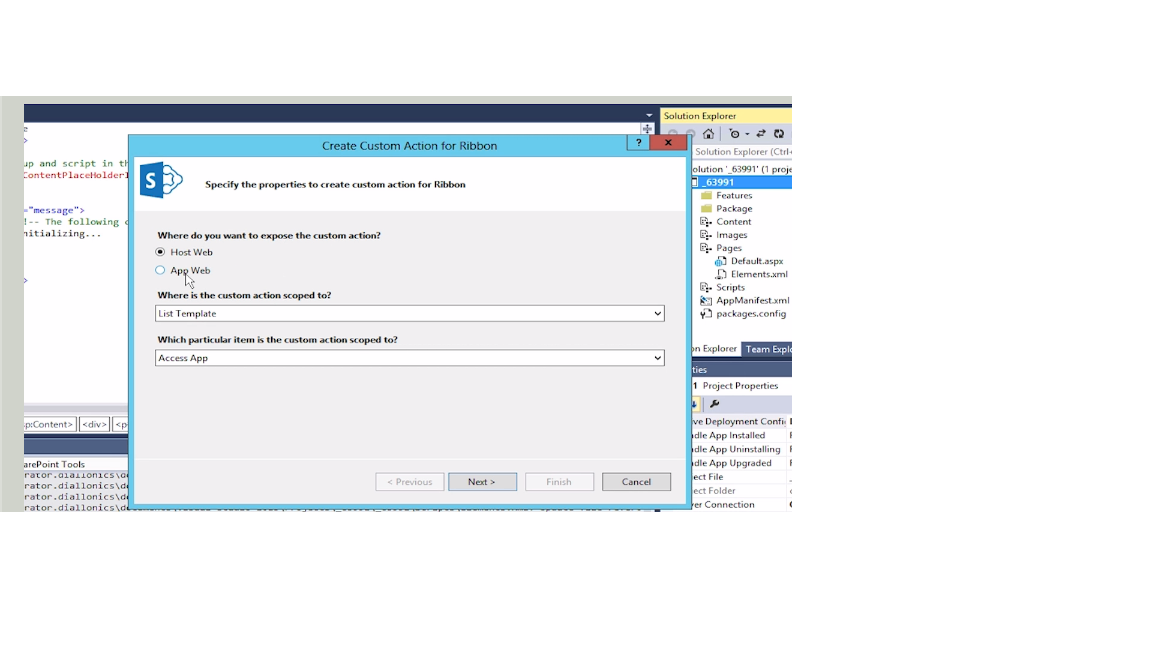 Solution Explorer
Create Custom Action for Ribbon
?
x
Solution Explorer (Ctrl+
up and script in th
Specify the properties to create custom action for Ribbon
S
ContentPlaceHolder
olution '_63991' (1 proje
_63991
Features
Package
="message">
!-- The following
Content
nitializing...
Where do you want to expose the custom action?
Images
Host Web
Pages
Default.aspx
App Web
Elements.xml
Where is the custom action scoped to?
Scripts
List Template
AppManifest.xml
packages.config
Which particular item is the custom action scoped to?
Access App
on Explorer
Team Explo
ties
1 Project Properties
p:Content>
<div>
<p
ve Deployment Confi
dle App Installed
dle App Uninstalling
arePoint Tools
dle App Upgraded
rator.diallonics\d
< Previous
Next >
Finish
Cancel
ect File
rator.diallonics\d
ect Folder
rator.diallonics\d
ver Connection